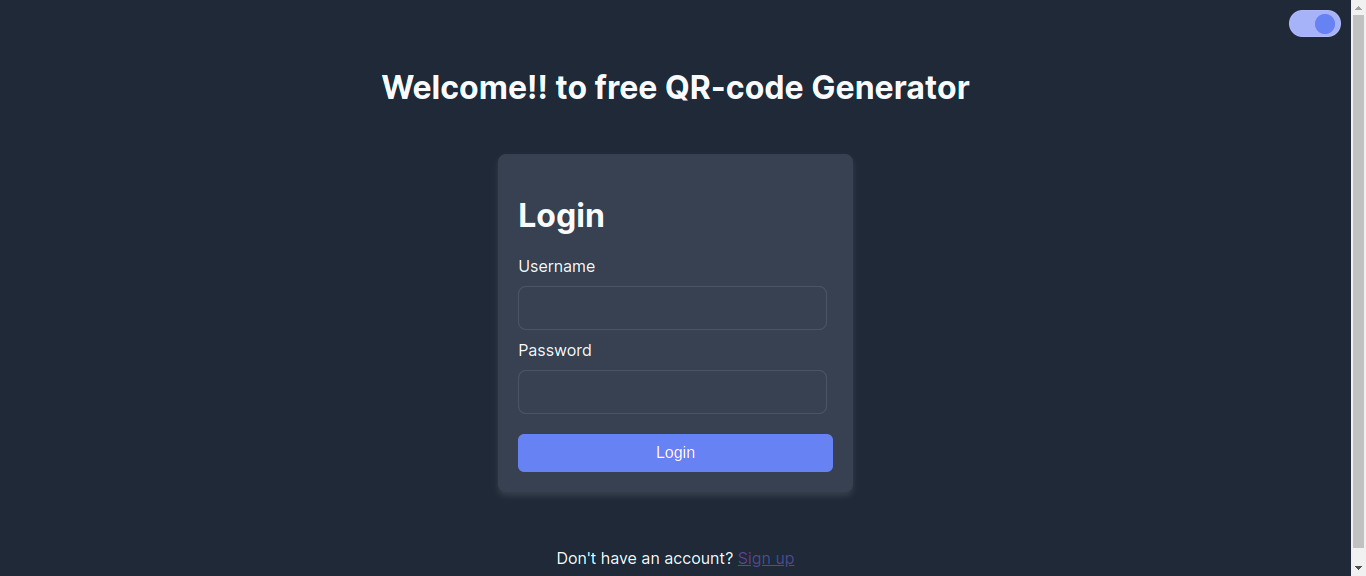 Welcome!! to free QR-code Generator
Login
Username
Password
Login
Don't have an account? Sign up